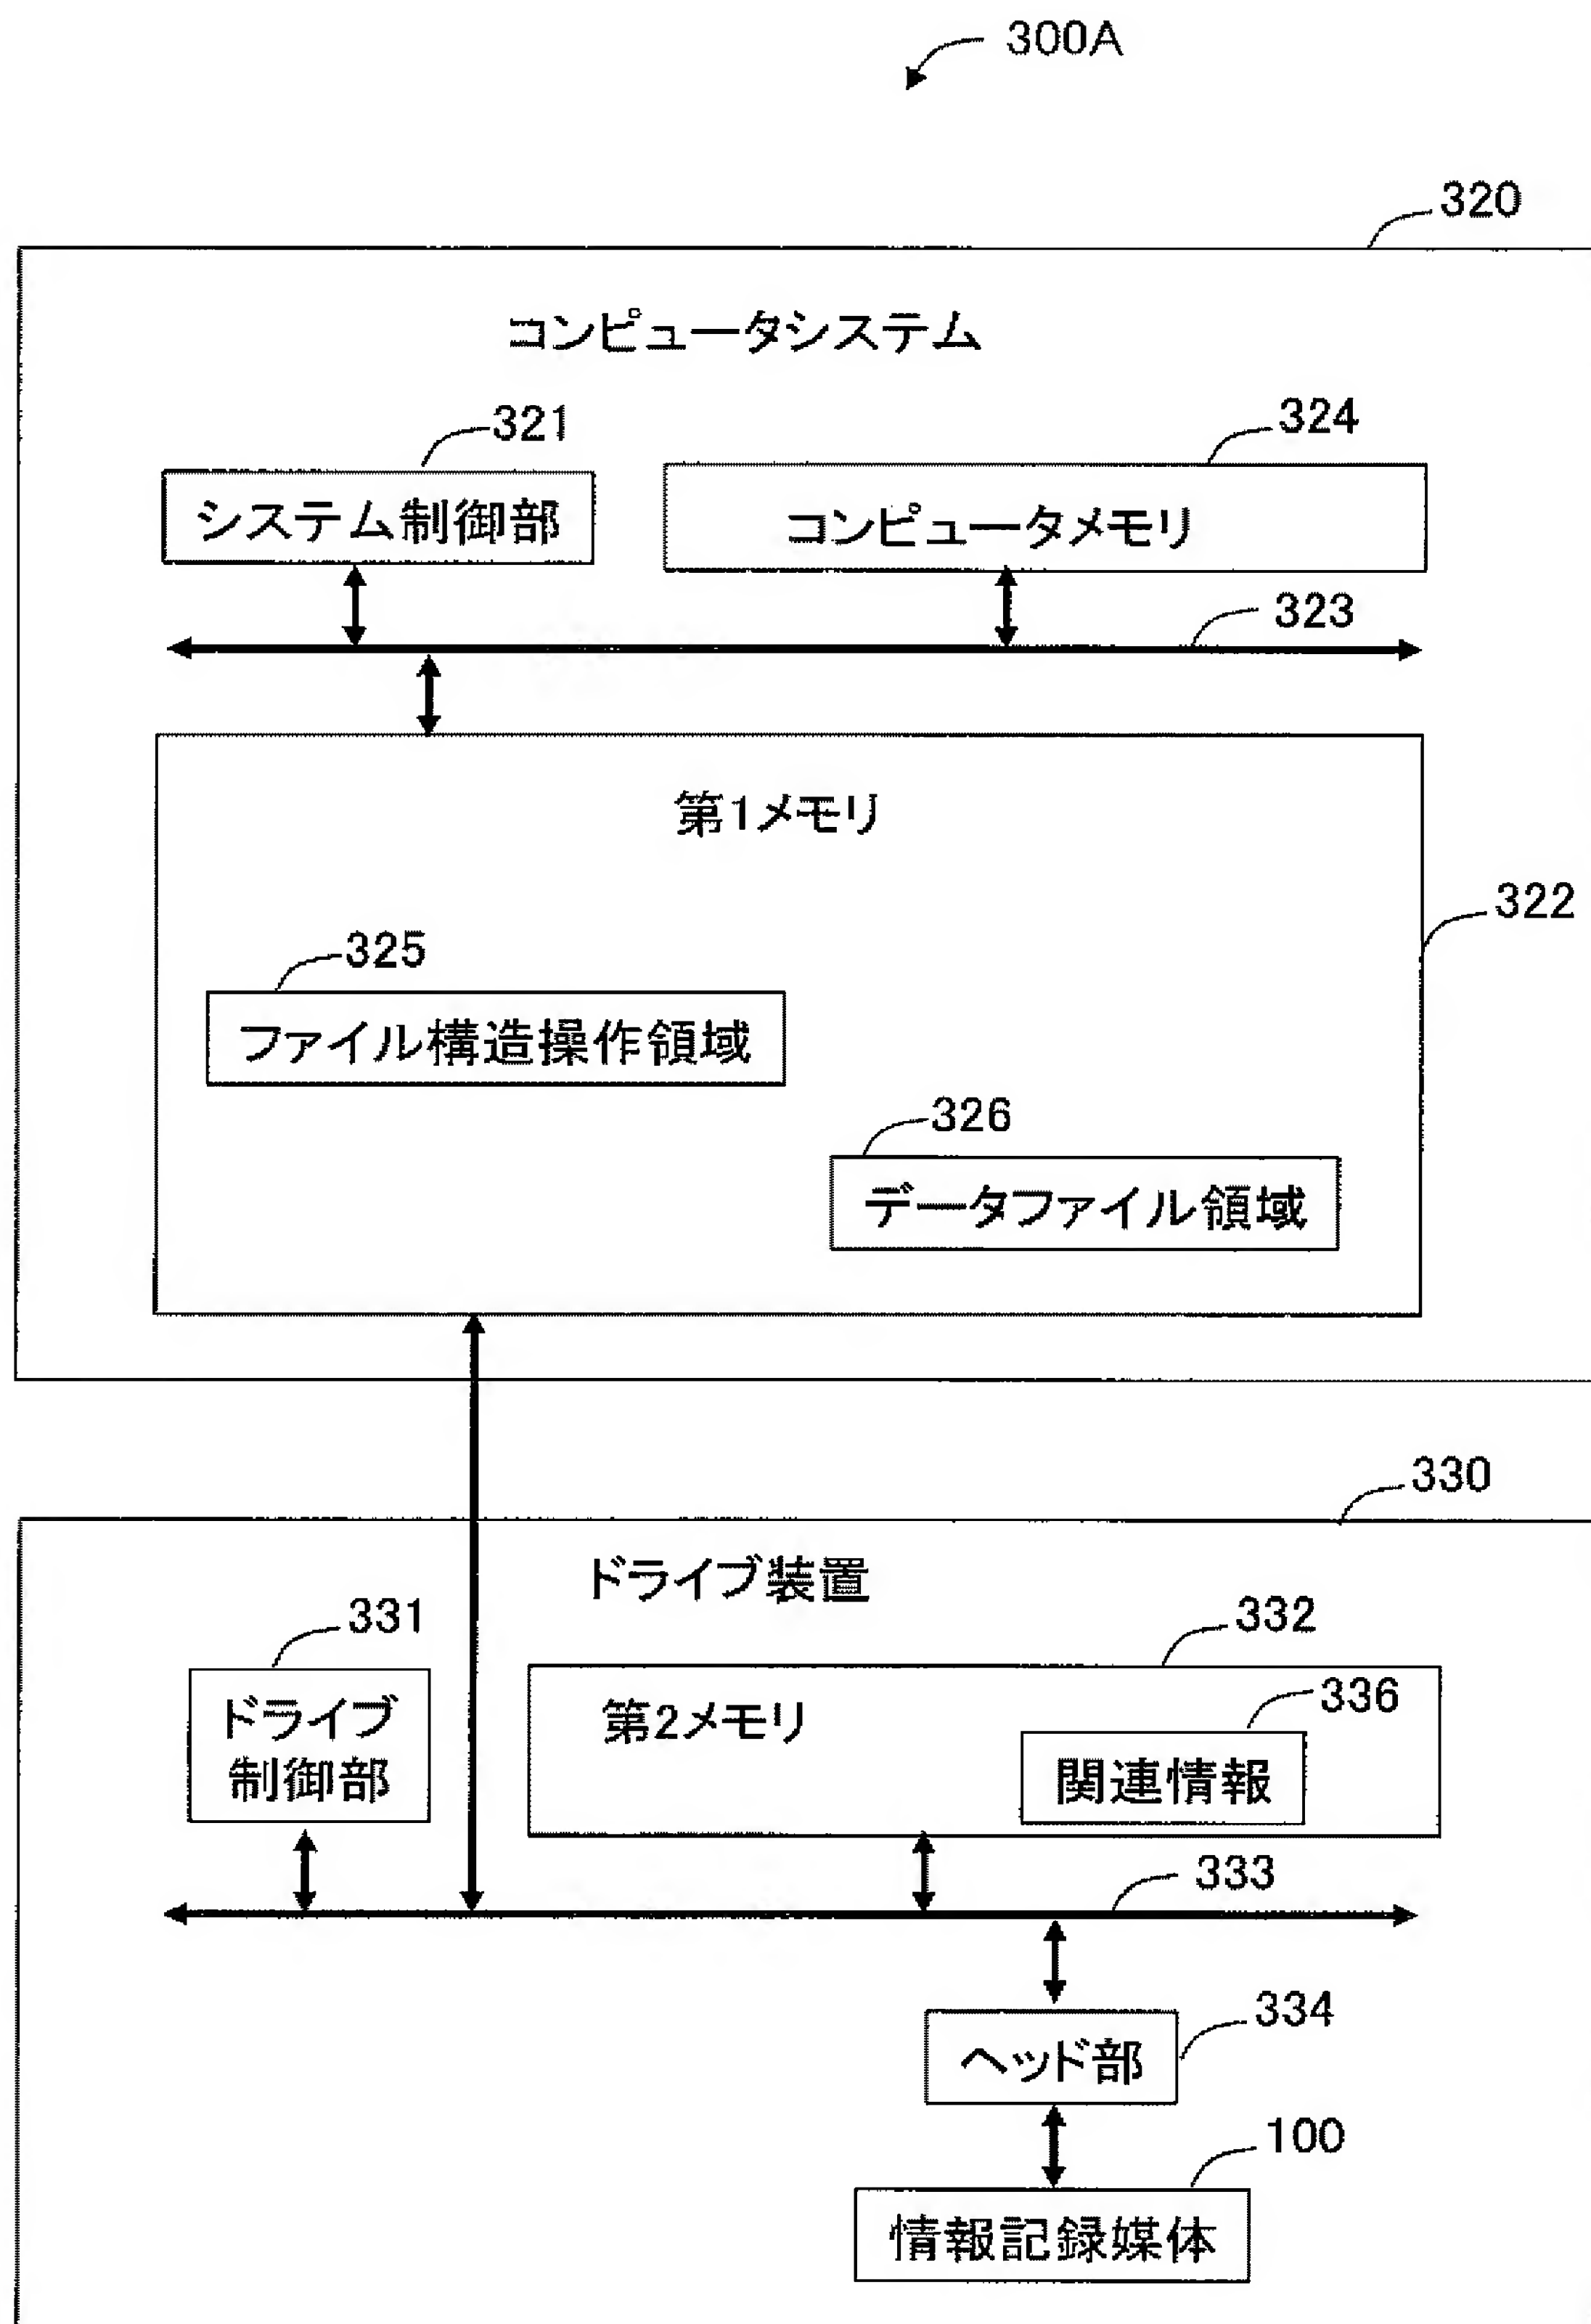 300A
320
コンピュータシステム
321
324
システム制御部
コンピュータメモリ
323
第1メモリ
322
325
ファイル構造操作領域
326
データファイル領域
330
ドライブ装置
331
332
ドライブ
制御部
第2メモリ
336
関連情報
333
334
ヘッド部
100
情報記録媒体